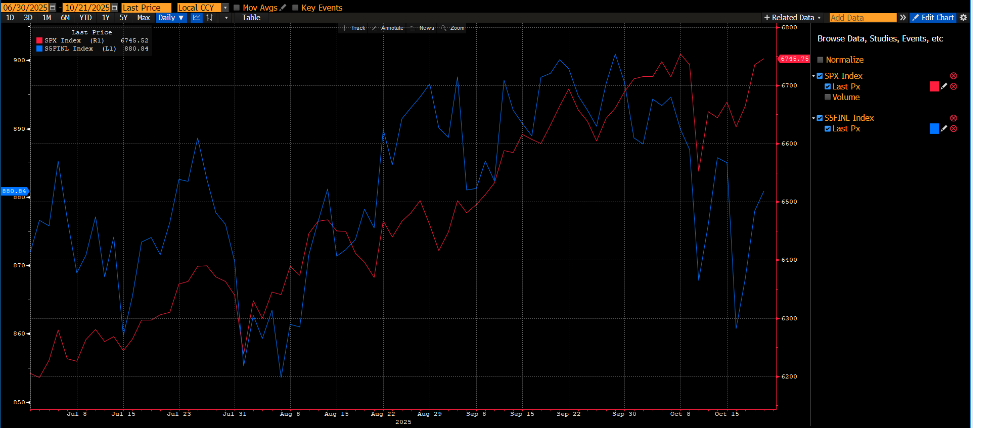 06/30/2025 - 10/21/2025 Last Price Local CCY Mov Avgs Key Events
1D 3D 1M 6M YTD 1Y 5Y Max Daily ▼ Table + Related Data Add Data » Edit Chart
Track Annotate News Zoom
Last Price
SPX Index (R1) 6745.52
S5FINL Index (L1) 880.84
900
890
880.84
880
870
860
850
6800
6745.75
6700
6600
6500
6400
6300
6200
Jul 8 Jul 15 Jul 23 Jul 31 Aug 8 Aug 15 Aug 22 Aug 29 Sep 8 Sep 15 Sep 22 Sep 30 Oct 8 Oct 15
2025
Browse Data, Studies, Events, etc
Normalize
SPX Index
Last Px
Volume
S5FINL Index
Last Px